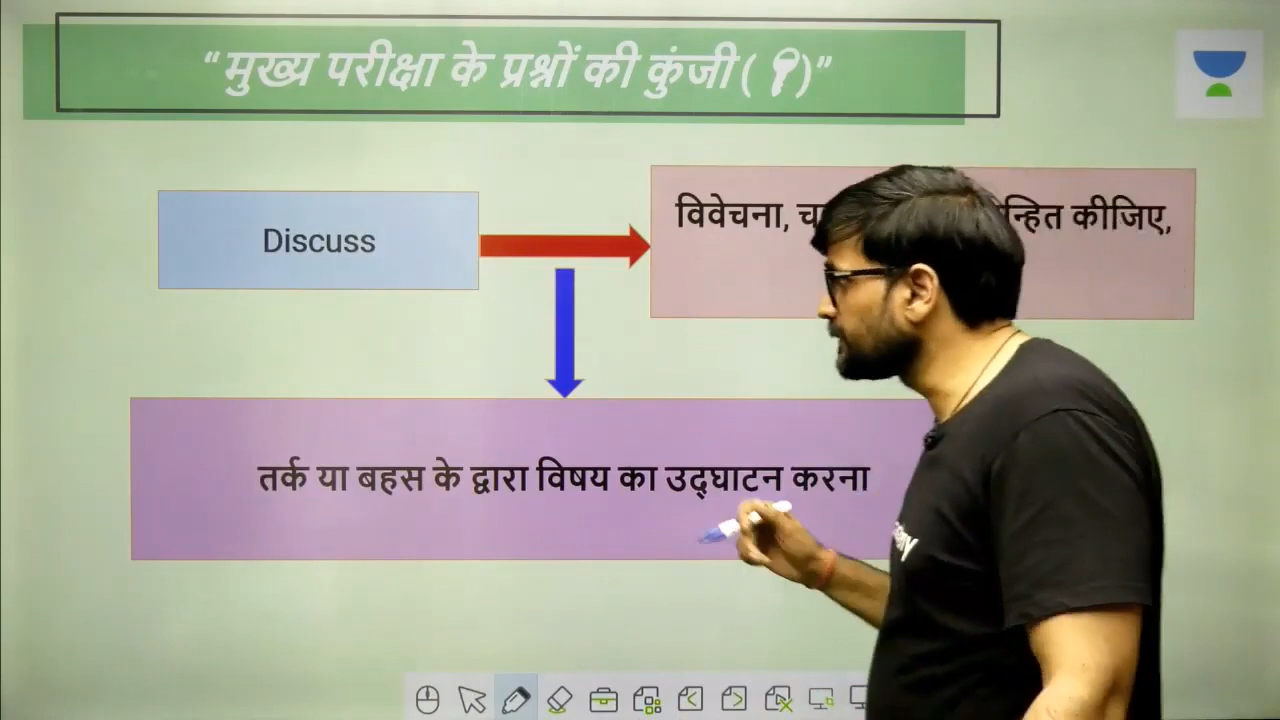 “मुख्य परीक्षा के प्रश्नों की कुंजी( )”
Discuss
विवेचना, कीजिए,
तर्क या बहस के द्वारा विषय का उद्घाटन करना